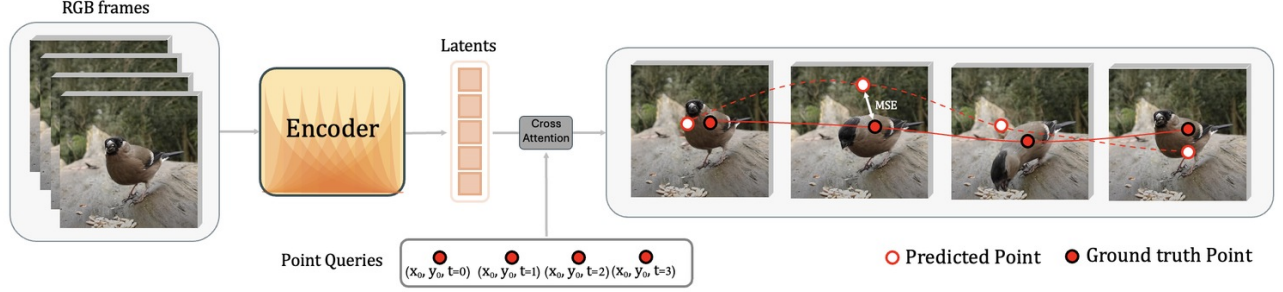 RGB frames
Encoder
Latents
Cross
Attention
MSE
Point Queries
(x₀, y₀, t=0) (x₀, y₀, t=1) (x₀, y₀, t=2) (x₀, y₀, t=3)
Predicted Point
Ground truth Point